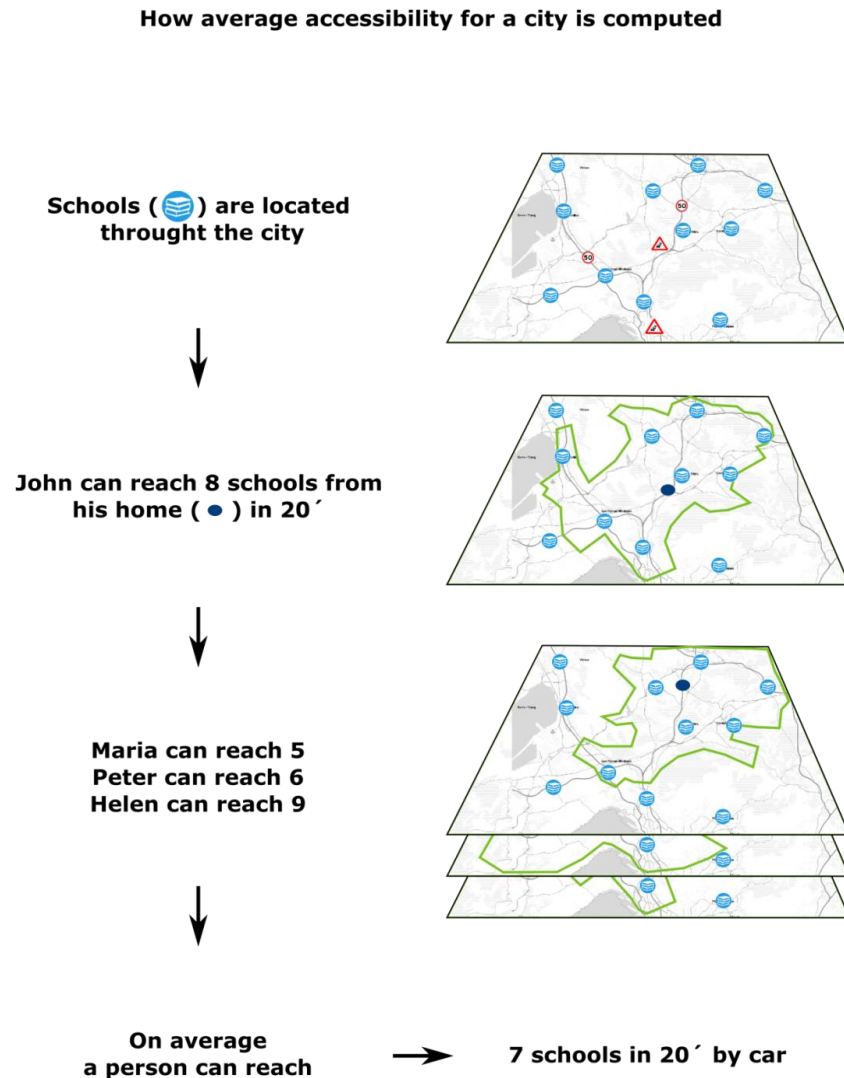 How average accessibility for a city is computed
Schools ( ) are located
throught the city
50
50
John can reach 8 schools from
his home ( ) in 20´
Maria can reach 5
Peter can reach 6
Helen can reach 9
On average
a person can reach
7 schools in 20´ by car